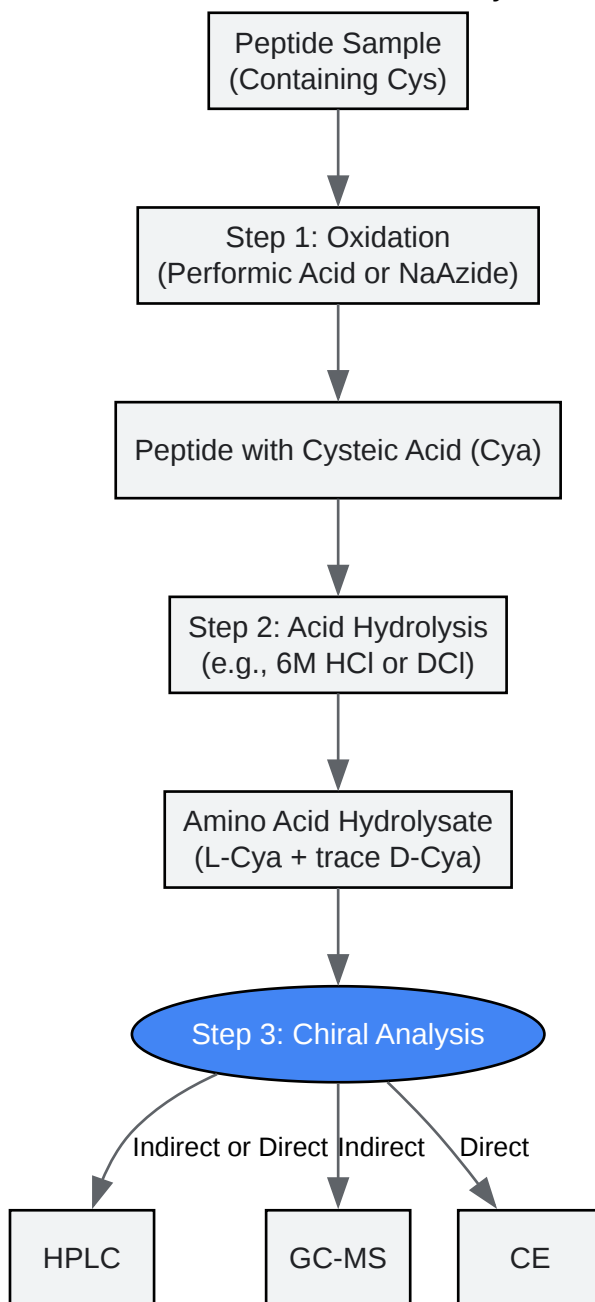 Peptide Sample
(Containing Cys)
Step 1: Oxidation
(Performic Acid or NaAzide)
Peptide with Cysteic Acid (Cya)
Step 2: Acid Hydrolysis
(e.g., 6M HCl or DCl)
Amino Acid Hydrolysate
(L-Cya + trace D-Cya)
Step 3: Chiral Analysis
Indirect or Direct
Indirect
Direct
HPLC
GC-MS
CE